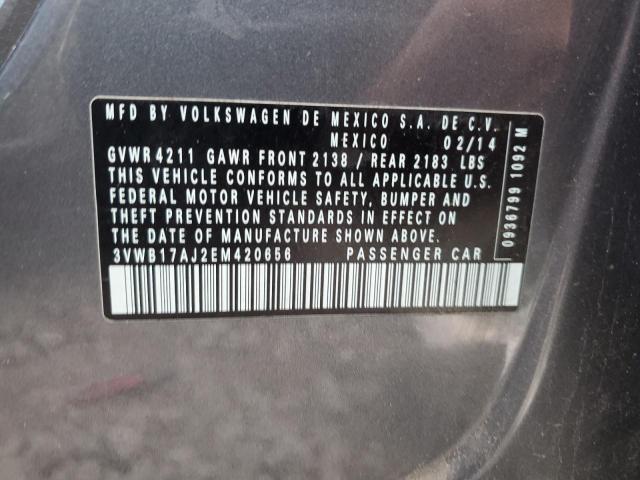 MFD BY VOLKSWAGEN DE MEXICO S.A. DE C.V.
MEXICO 02/14
GVWR 4211 GAWR FRONT 2138 / REAR 2183 LBS
THIS VEHICLE CONFORMS TO ALL APPLICABLE U.S.
FEDERAL MOTOR VEHICLE SAFETY, BUMPER AND
THEFT PREVENTION STANDARDS IN EFFECT ON
THE DATE OF MANUFACTURE SHOWN ABOVE.
3VWB17AJ2EM420656 PASSENGER CAR
0936799 1092 M